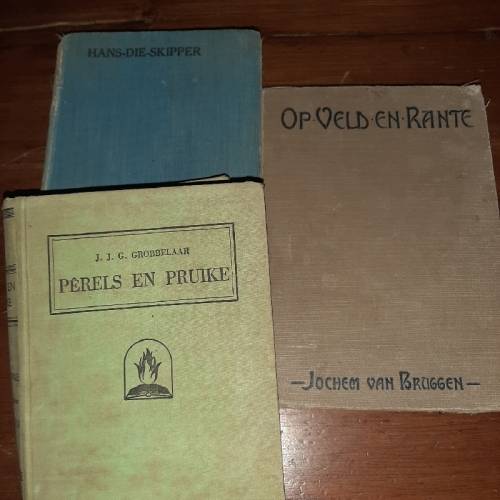 HANS-DIE-SKIPPER
OP VELD·EN·RANTE
—JOCHEM VAN BRUGGEN—
J. J. G. GROBBELAAR
PÊRELS EN PRUIKE